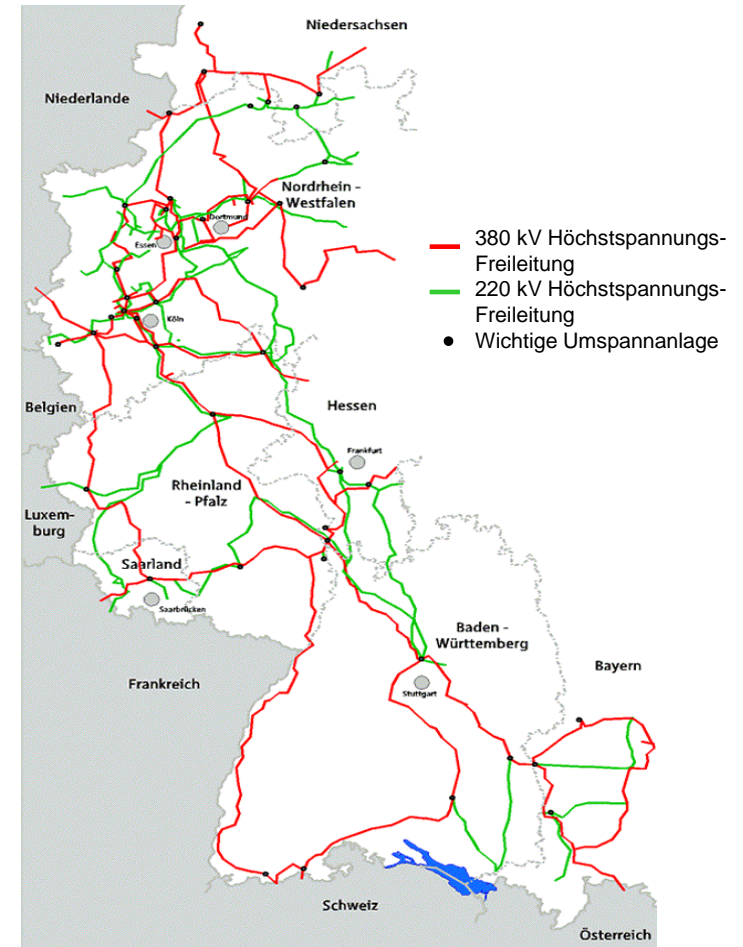 Niedersachsen
Niederlande
Nordrhein -
Westfalen
Dortmund
Essen
380 kV Höchstspannungs-
Freileitung
220 kV Höchstspannungs-
Freileitung
Wichtige Umspannanlage
Köln
Belgien
Hessen
Frankfurt
Rheinland
- Pfalz
Luxem-
burg
Saarland
Saarbrücken
Baden -
Württemberg
Bayern
Frankreich
Stuttgart
Schweiz
Österreich